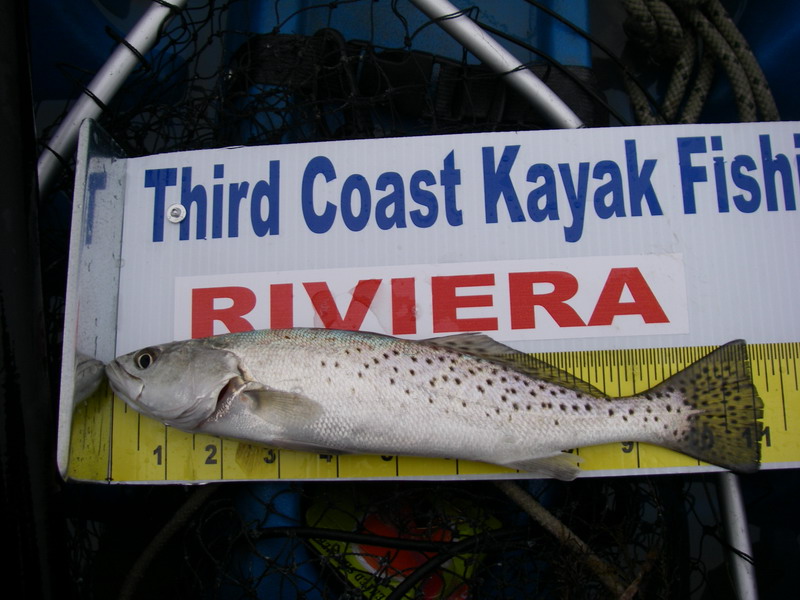 Third Coast Kayak Fishi
RIVIERA
1 2 3 9 11